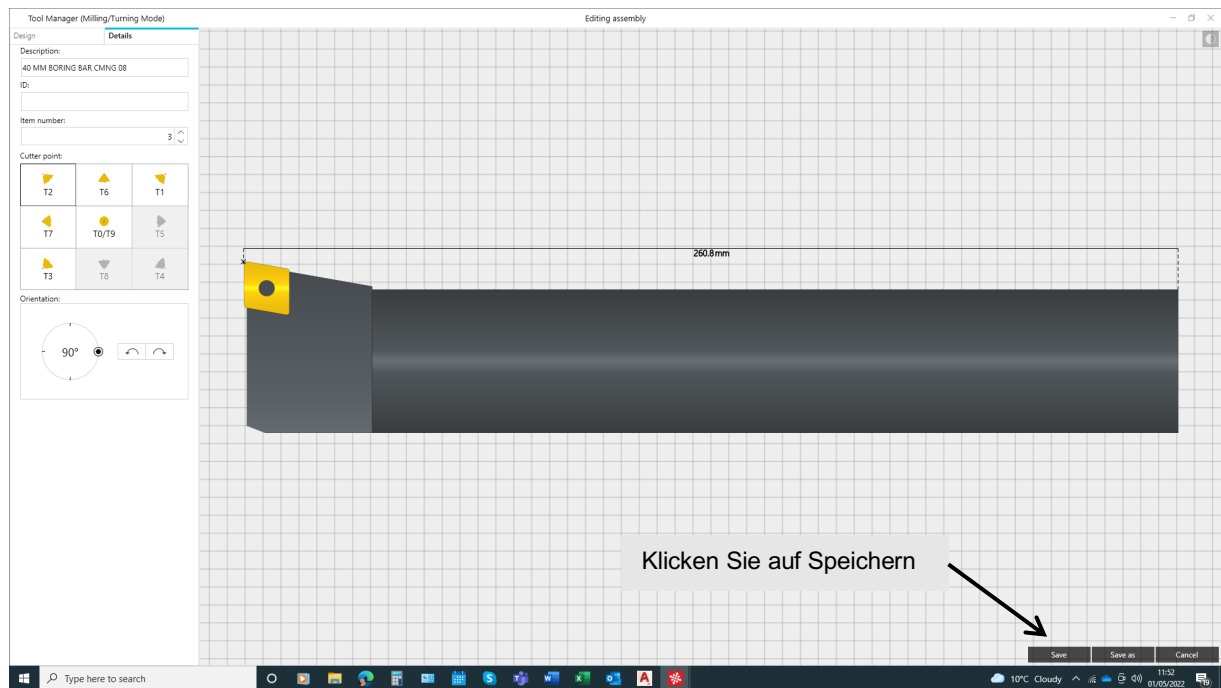 Tool Manager (Milling/Turning Mode)
Editing assembly
Design
Details
Description:
40 MM BORING BAR CMNG 08
ID:
Item number:
3
Cutter point:
T2
T6
T1
T7
T0/T9
T5
T3
T8
T4
Orientation:
90°
260.8mm
Klicken Sie auf Speichern
Save
Save as
Cancel
Type here to search
10°C Cloudy
11:52
01/05/2022
19